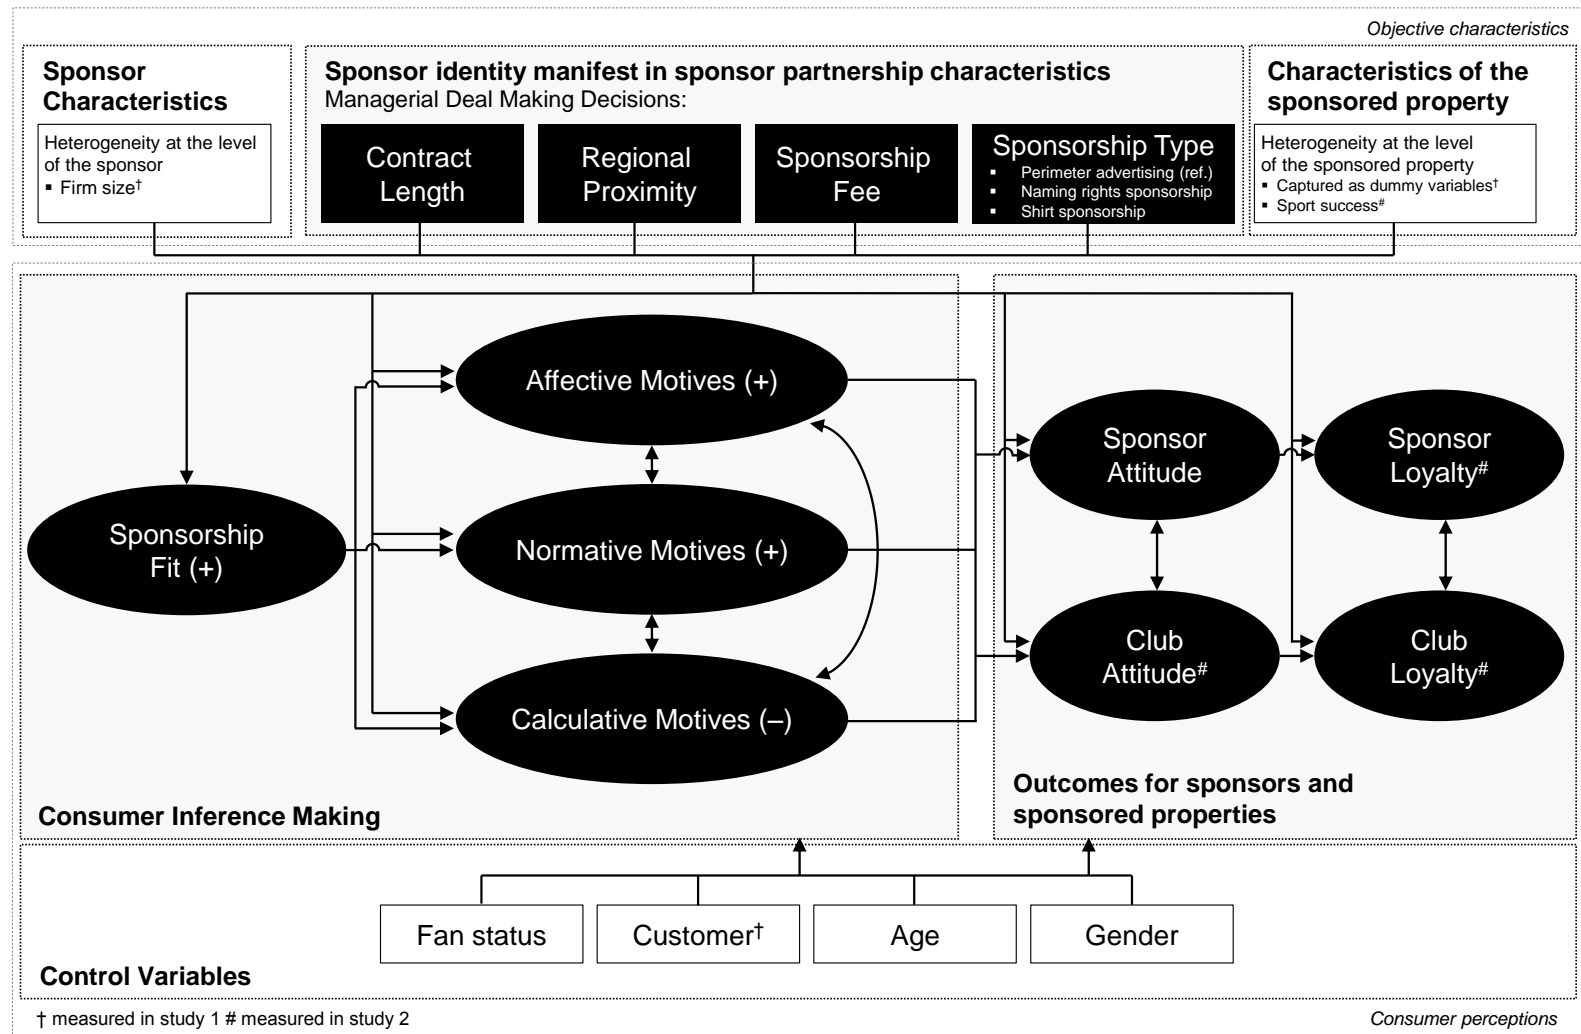 Objective characteristics
Sponsor
Characteristics
Heterogeneity at the level
of the sponsor
▪ Firm size†
Sponsor identity manifest in sponsor partnership characteristics
Managerial Deal Making Decisions:
Contract
Length
Regional
Proximity
Sponsorship
Fee
Sponsorship Type
▪ Perimeter advertising (ref.)
▪ Naming rights sponsorship
▪ Shirt sponsorship
Characteristics of the
sponsored property
Heterogeneity at the level
of the sponsored property
▪ Captured as dummy variables†
▪ Sport success#
Sponsorship
Fit (+)
Affective Motives (+)
Normative Motives (+)
Calculative Motives (–)
Consumer Inference Making
Sponsor
Attitude
Sponsor
Loyalty#
Club
Attitude#
Club
Loyalty#
Outcomes for sponsors and
sponsored properties
Fan status
Customer†
Age
Gender
Control Variables
† measured in study 1 # measured in study 2
Consumer perceptions